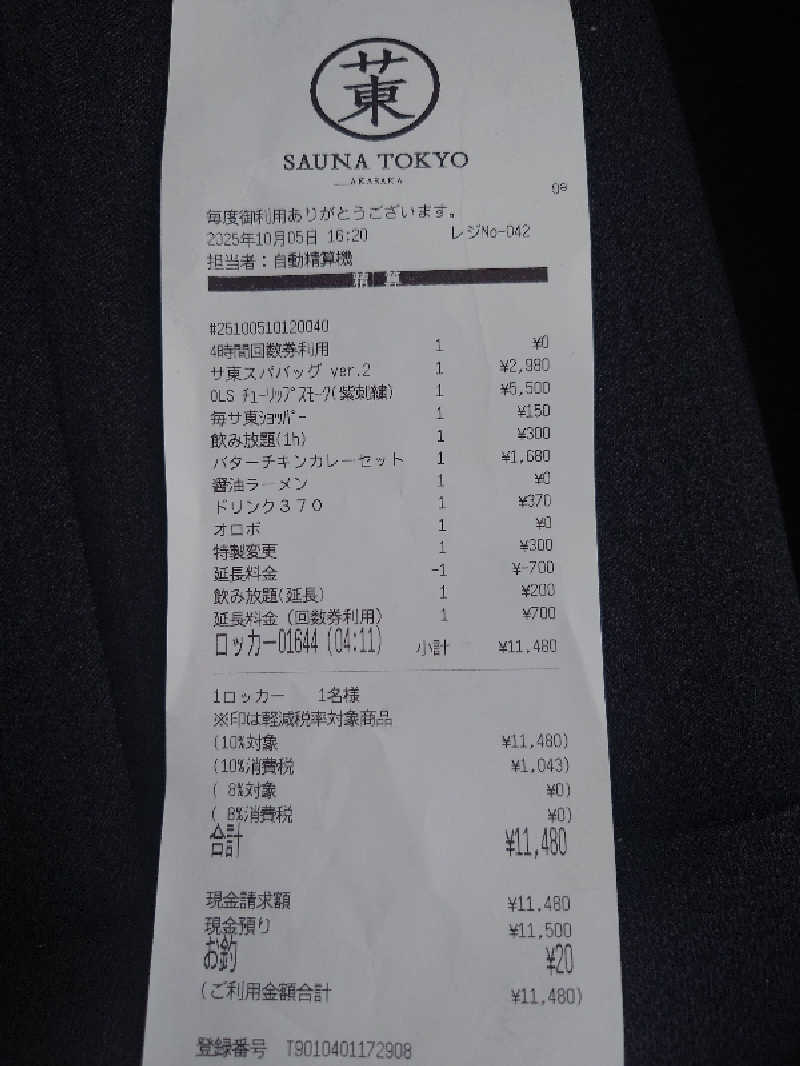 サ東
SAUNA TOKYO
AKASAKA
毎度御利用ありがとうございます。
2025年10月05日 16:20 レジNo-042
担当者：自動精算機
精 算
#25100510120040
4時間回数券利用 1 ¥0
サ東スパバッグ ver.2 1 ¥2,980
OLS ﾁｭｰﾘｯﾌﾟｽﾓｰｸ(紫刺繍) 1 ¥5,500
毎サ東ｼｮｯﾊﾟｰ 1 ¥150
飲み放題(1h) 1 ¥300
バターチキンカレーセット 1 ¥1,680
醤油ラーメン 1 ¥0
ドリンク３７０ 1 ¥370
オロポ 1 ¥0
特製変更 1 ¥300
延長料金 -1 ¥-700
飲み放題(延長) 1 ¥200
延長料金（回数券利用） 1 ¥700
ロッカー01644 (04:11) 小計 ¥11,480
1ロッカー 1名様
※印は軽減税率対象商品
(10%対象 ¥11,480)
(10%消費税 ¥1,043)
( 8%対象 ¥0)
( 8%消費税 ¥0)
合計 ¥11,480
現金請求額 ¥11,480
現金預り ¥11,500
お釣 ¥20
(ご利用金額合計 ¥11,480)
登録番号 T9010401172908